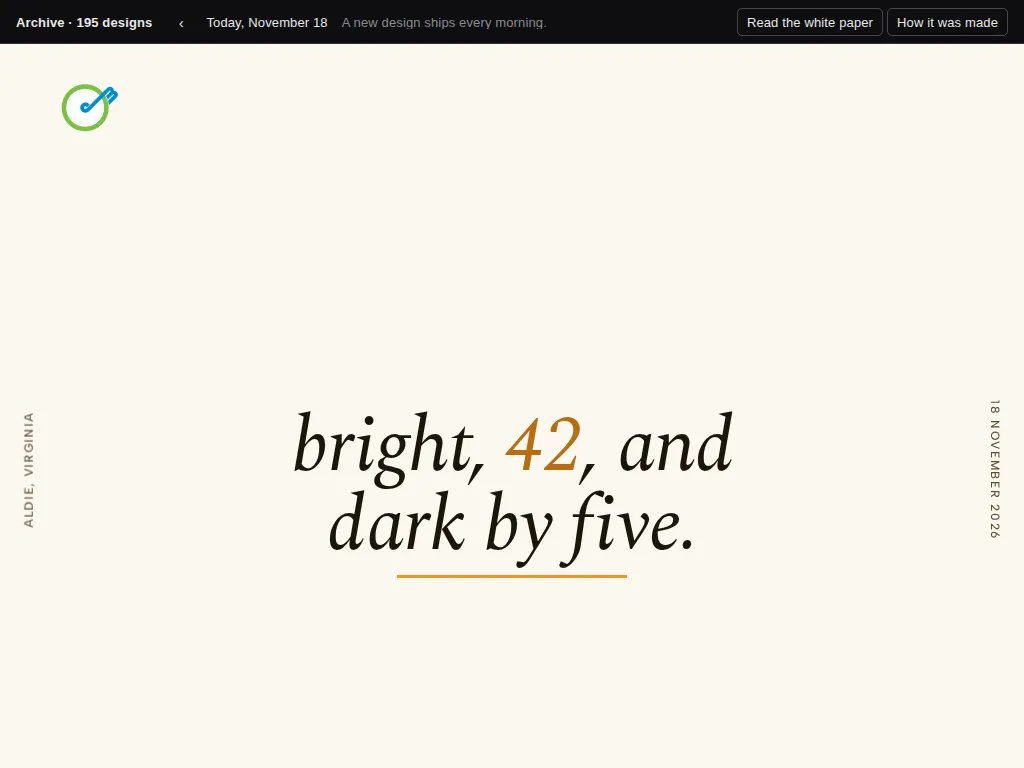 Archive · 195 designs ‹ Today, November 18 A new design ships every morning. Read the white paper How it was made
ALDIE, VIRGINIA
bright, 42, and
dark by five.
18 NOVEMBER 2026